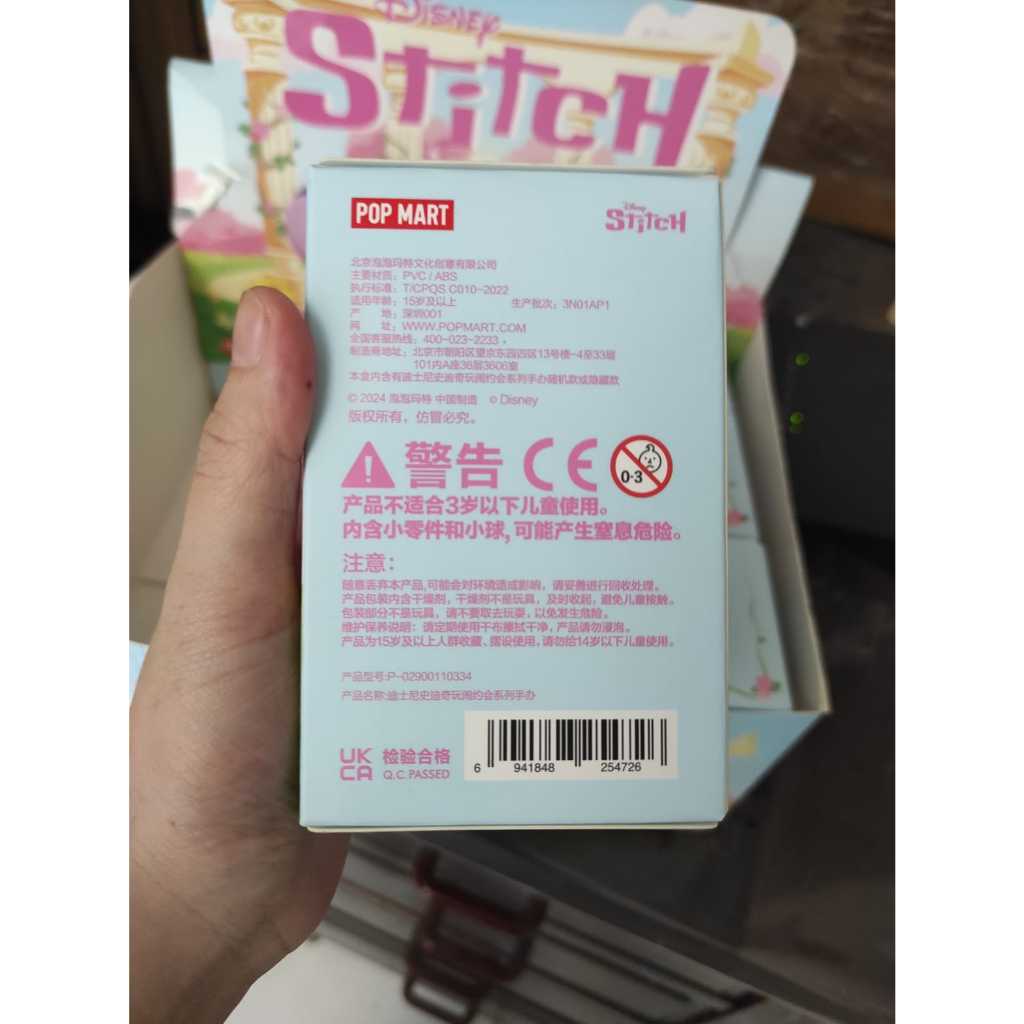 Disney
Stitch
POP MART
Disney
Stitch
北京泡泡玛特文化创意有限公司
主要材质：PVC / ABS
执行标准：T/CPQS C010-2022
适用年龄：15岁及以上 生产批次：3N01AP1
产 地：深圳001
网 址：WWW.POPMART.COM
全国客服热线：400-023-2233，
制造商地址：北京市朝阳区望京东园四区13号楼-4至33层
101内A座36层3606室
本盒内含有迪士尼史迪奇玩闹约会系列手办随机款或隐藏款
© 2024 泡泡玛特 中国制造 © Disney
版权所有，仿冒必究。
警告 CE 0-3
产品不适合3岁以下儿童使用。
内含小零件和小球，可能产生窒息危险。
注意：
随意丢弃本产品，可能会对环境造成影响，请妥善进行回收处理。
产品包装内含干燥剂，干燥剂不是玩具，及时收起，避免儿童接触。
包装部分不是玩具，请不要取去玩耍，以免发生危险。
维护保养说明：请定期使用干布擦拭干净，产品请勿浸泡。
产品为15岁及以上人群收藏、摆设使用，请勿给14岁以下儿童使用。
产品型号：P-02900110334
产品名称：迪士尼史迪奇玩闹约会系列手办
UK
CA
检验合格
Q.C. PASSED
6 941848 254726